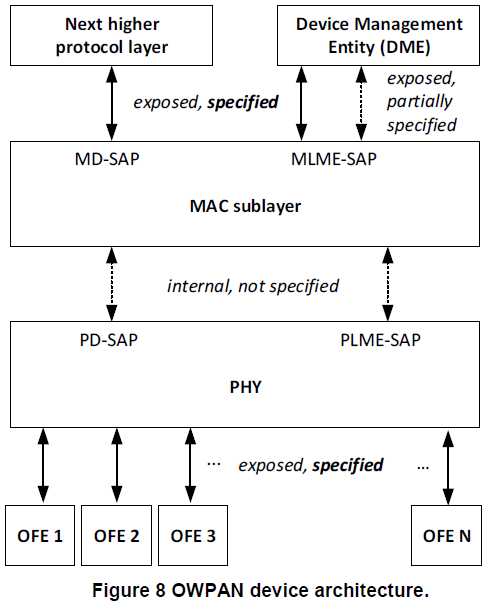 Next higher
protocol layer
Device Management
Entity (DME)
exposed, specified
exposed,
partially
specified
MD-SAP
MLME-SAP
MAC sublayer
internal, not specified
PD-SAP
PLME-SAP
PHY
... exposed, specified ...
OFE 1
OFE 2
OFE 3
OFE N
Figure 8 OWPAN device architecture.